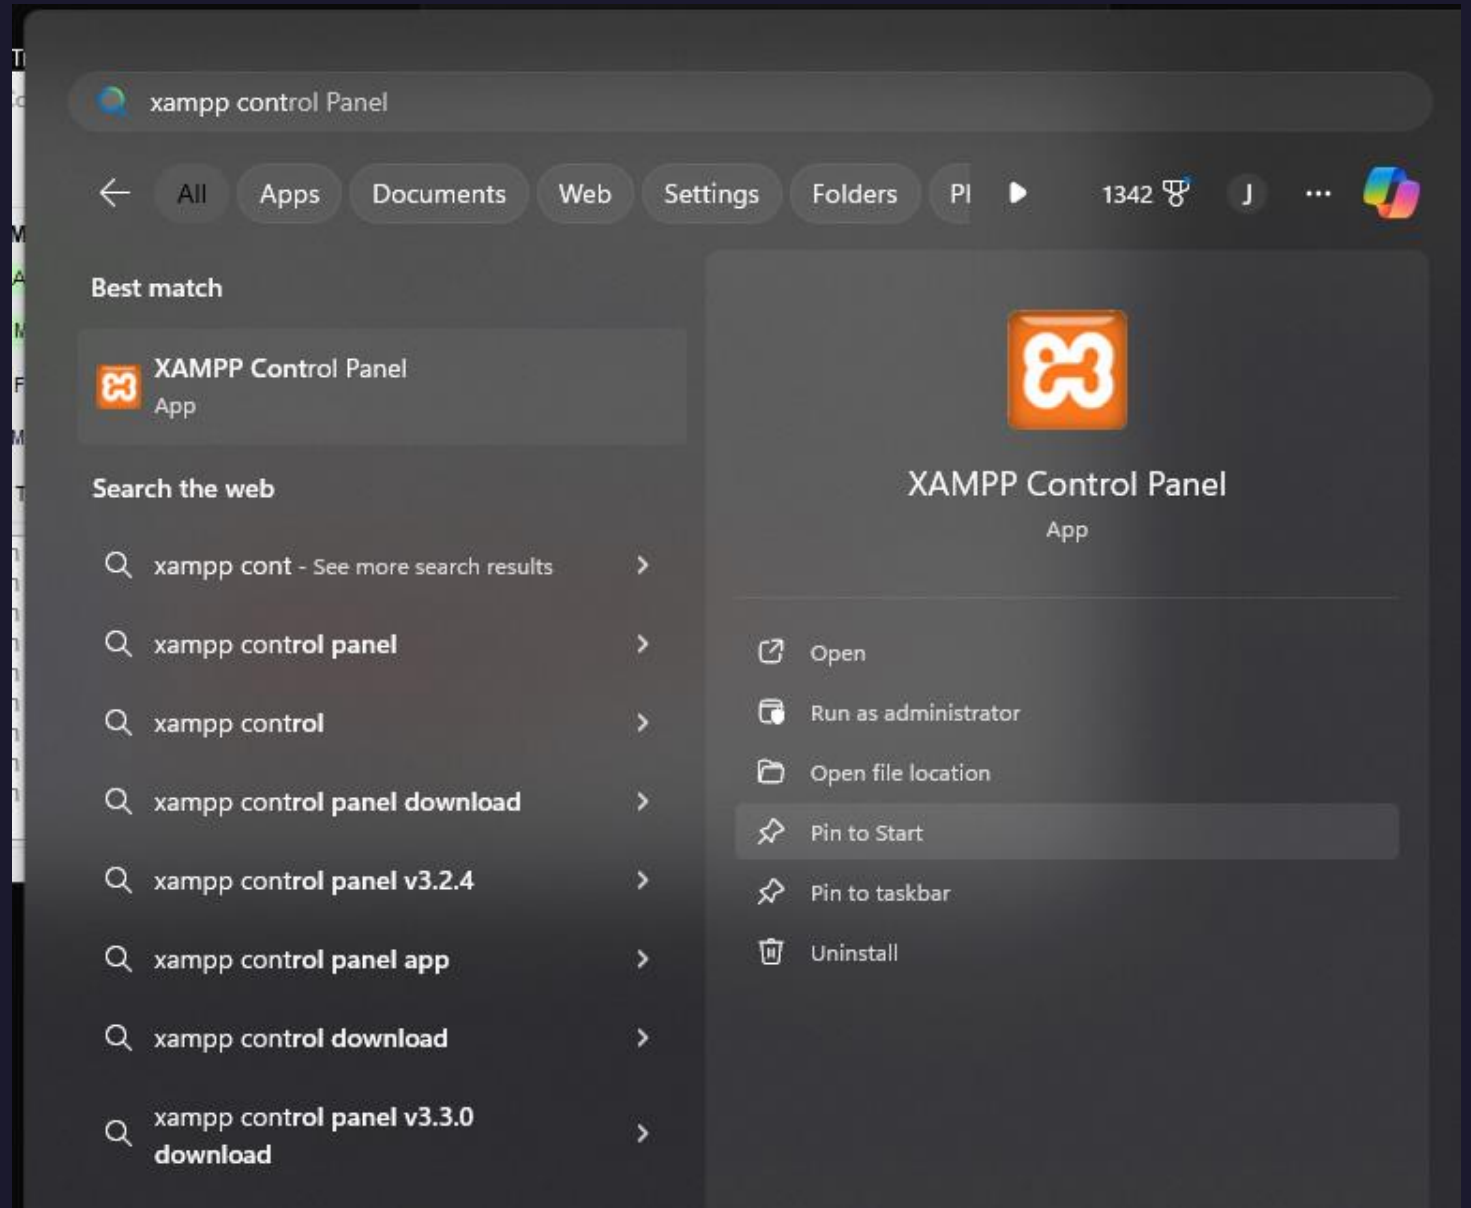 xampp control Panel
All Apps Documents Web Settings Folders 1342 J ...
Best match
XAMPP Control Panel
App
Search the web
xampp cont - See more search results
xampp control panel
xampp control
xampp control panel download
xampp control panel v3.2.4
xampp control panel app
xampp control download
xampp control panel v3.3.0
download
XAMPP Control Panel
App
Open
Run as administrator
Open file location
Pin to Start
Pin to taskbar
Uninstall